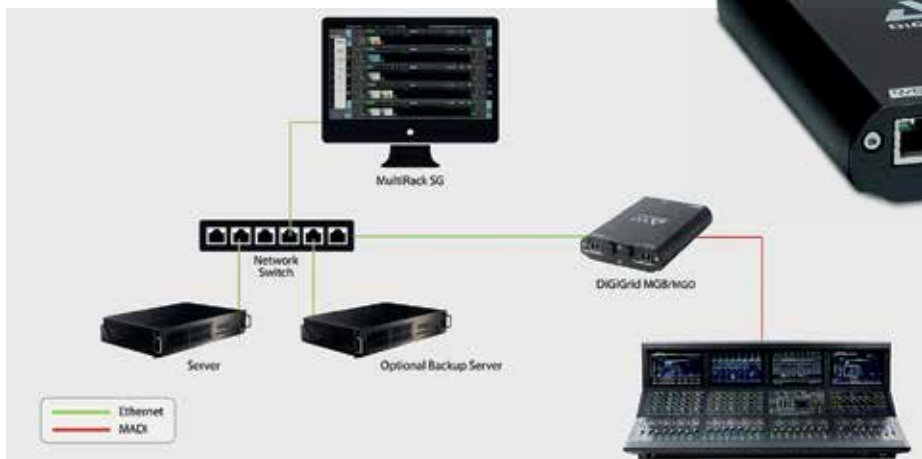 MultiRack SG
Network
Switch
DiGiGrid MGB/MGO
Server
Optional Backup Server
Ethernet
MADI